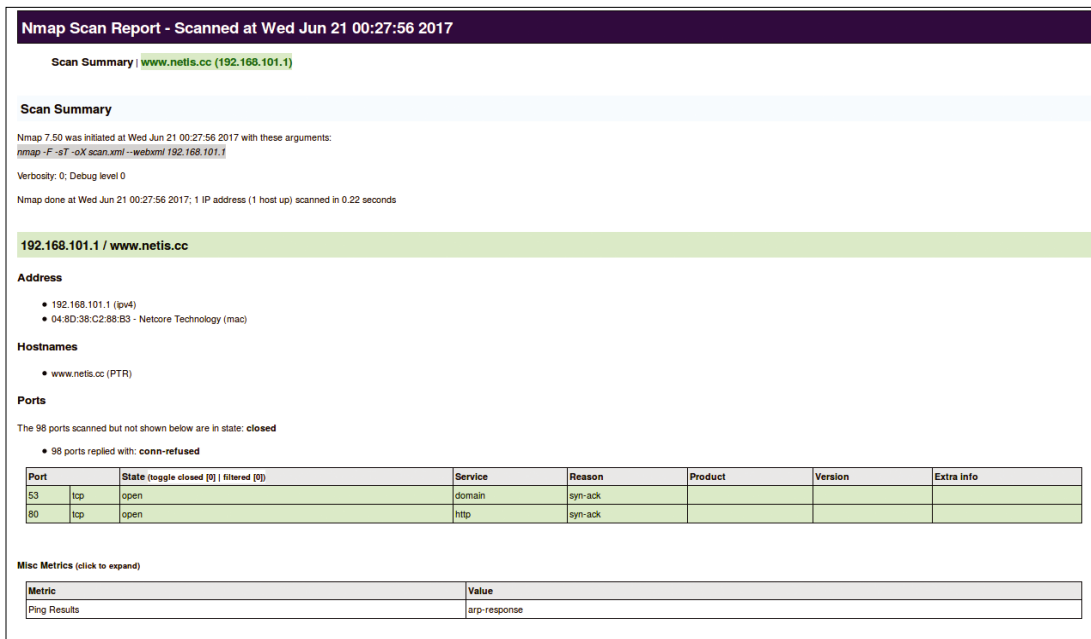 Nmap Scan Report - Scanned at Wed Jun 21 00:27:56 2017
Scan Summary | www.netis.cc (192.168.101.1)
Scan Summary
Nmap 7.50 was initiated at Wed Jun 21 00:27:56 2017 with these arguments:
nmap -F -sT -oX scan.xml --webxml 192.168.101.1
Verbosity: 0; Debug level 0
Nmap done at Wed Jun 21 00:27:56 2017; 1 IP address (1 host up) scanned in 0.22 seconds
192.168.101.1 / www.netis.cc
Address
• 192.168.101.1 (ipv4)
• 04:8D:38:C2:88:B3 - Netcore Technology (mac)
Hostnames
• www.netis.cc (PTR)
Ports
The 98 ports scanned but not shown below are in state: closed
• 98 ports replied with: conn-refused
Port State (toggle closed [0] | filtered [0]) Service Reason Product Version Extra info
53 tcp open domain syn-ack
80 tcp open http syn-ack
Misc Metrics (click to expand)
Metric Value
Ping Results arp-response